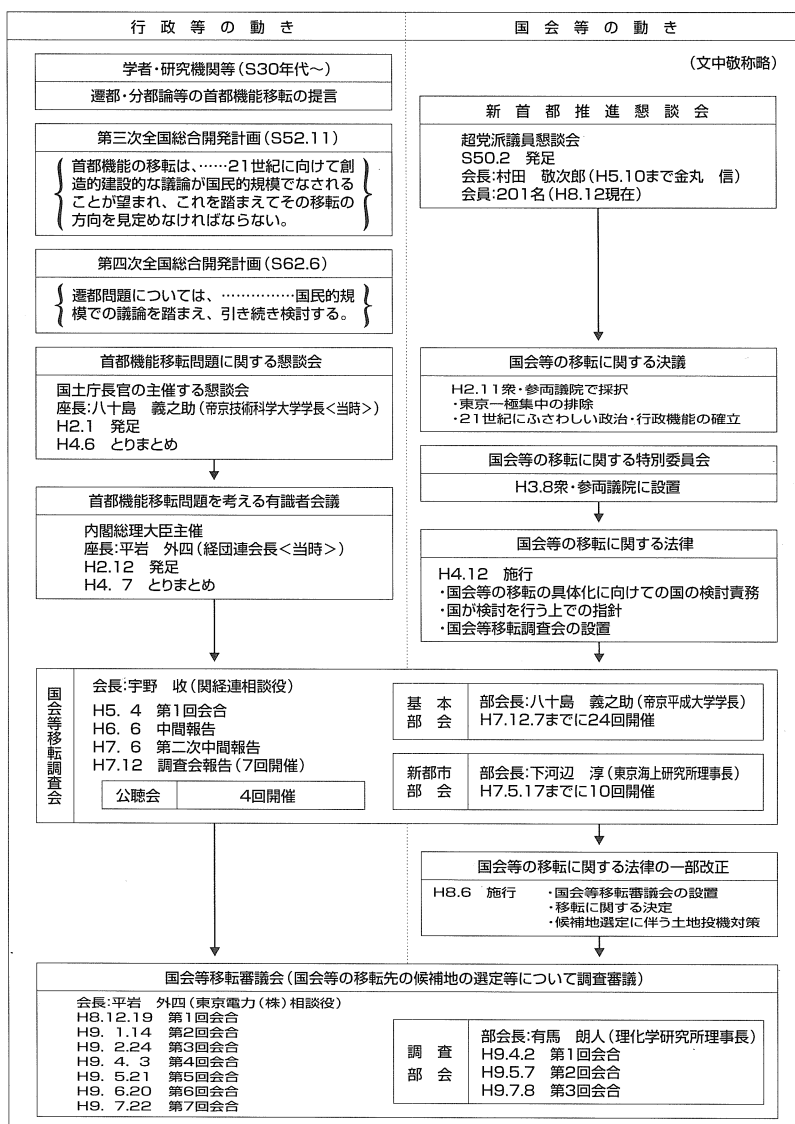 行政等の動き
国会等の動き
(文中敬称略)
学者・研究機関等(S30年代～)
遷都・分都論等の首都機能移転の提言
第三次全国総合開発計画(S52.11)
首都機能の移転は、……21世紀に向けて創
造的建設的な議論が国民的規模でなされる
ことが望まれ、これを踏まえてその移転の
方向を見定めなければならない。
第四次全国総合開発計画(S62.6)
遷都問題については、……………国民的規
模での議論を踏まえ、引き続き検討する。
首都機能移転問題に関する懇談会
国土庁長官の主催する懇談会
座長:八十島 義之助(帝京技術科学大学学長<当時>)
H2.1 発足
H4.6 とりまとめ
首都機能移転問題を考える有識者会議
内閣総理大臣主催
座長:平岩 外四(経団連会長<当時>)
H2.12 発足
H4. 7 とりまとめ
新首都推進懇談会
超党派議員懇談会
S50.2 発足
会長:村田 敬次郎(H5.10まで金丸 信)
会員:201名(H8.12現在)
国会等の移転に関する決議
H2.11衆・参両議院で採択
・東京一極集中の排除
・21世紀にふさわしい政治・行政機能の確立
国会等の移転に関する特別委員会
H3.8衆・参両議院に設置
国会等の移転に関する法律
H4.12 施行
・国会等の移転の具体化に向けての国の検討責務
・国が検討を行う上での指針
・国会等移転調査会の設置
国会等移転調査会
会長:宇野 收(関経連相談役)
H5. 4 第1回会合
H6. 6 中間報告
H7. 6 第二次中間報告
H7.12 調査会報告(7回開催)
公聴会 4回開催
基本
部会
部会長:八十島 義之助(帝京平成大学学長)
H7.12.7までに24回開催
新都市
部会
部会長:下河辺 淳(東京海上研究所理事長)
H7.5.17までに10回開催
国会等の移転に関する法律の一部改正
H8.6 施行 ・国会等移転審議会の設置
・移転に関する決定
・候補地選定に伴う土地投機対策
国会等移転審議会(国会等の移転先の候補地の選定等について調査審議)
会長:平岩 外四(東京電力(株)相談役)
H8.12.19 第1回会合
H9. 1.14 第2回会合
H9. 2.24 第3回会合
H9. 4. 3 第4回会合
H9. 5.21 第5回会合
H9. 6.20 第6回会合
H9. 7.22 第7回会合
調査
部会
部会長:有馬 朗人(理化学研究所理事長)
H9.4.2 第1回会合
H9.5.7 第2回会合
H9.7.8 第3回会合